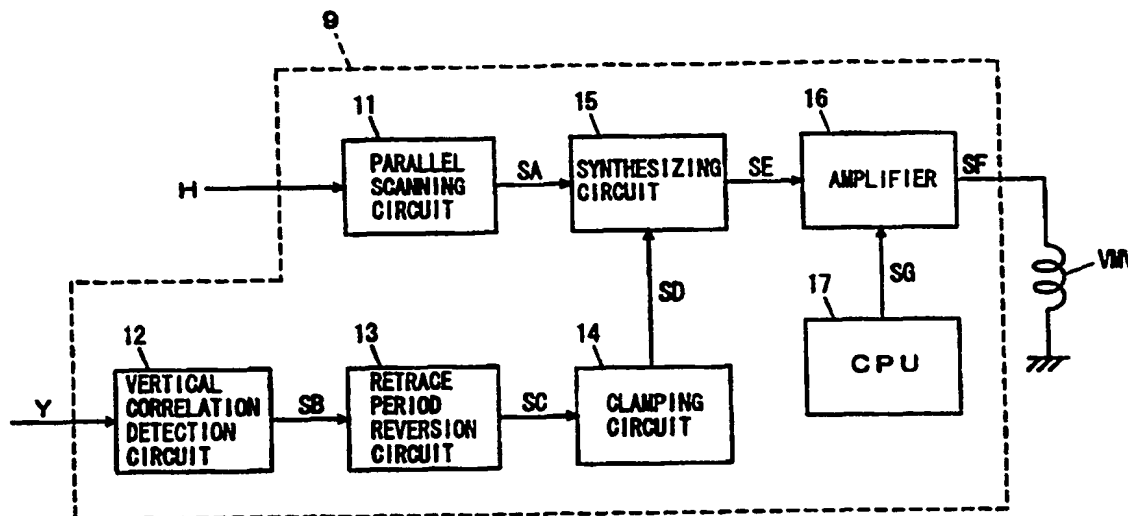 9
11
PARALLEL
SCANNING
CIRCUIT
H
SA
15
SYNTHESIZING
CIRCUIT
SE
16
AMPLIFIER
SF
VMV
SD
SG
17
CPU
12
VERTICAL
CORRELATION
DETECTION
CIRCUIT
Y
SB
13
RETRACE
PERIOD
REVERSION
CIRCUIT
SC
14
CLAMPING
CIRCUIT